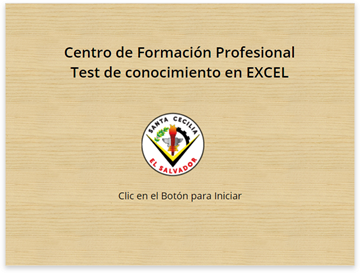 Centro de Formación Profesional
Test de conocimiento en EXCEL
SANTA CECILIA
EL SALVADOR
Clic en el Botón para Iniciar